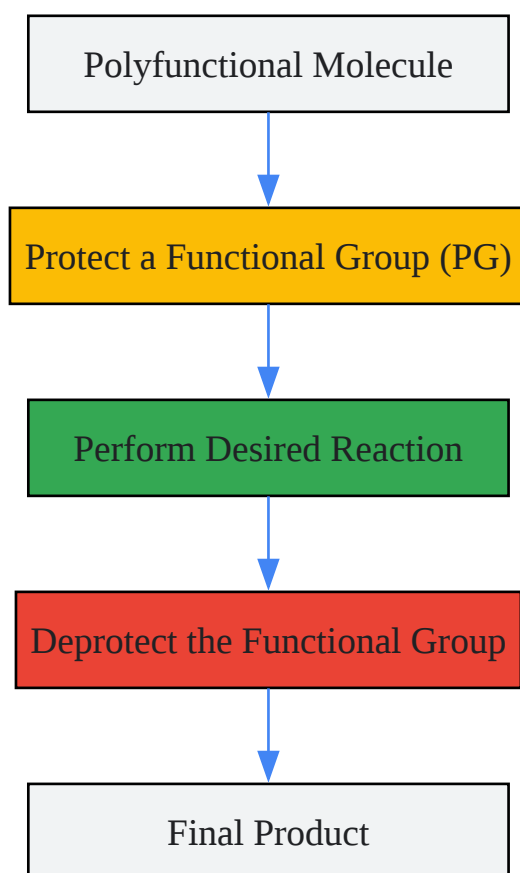 Polyfunctional Molecule
Protect a Functional Group (PG)
Perform Desired Reaction
Deprotect the Functional Group
Final Product